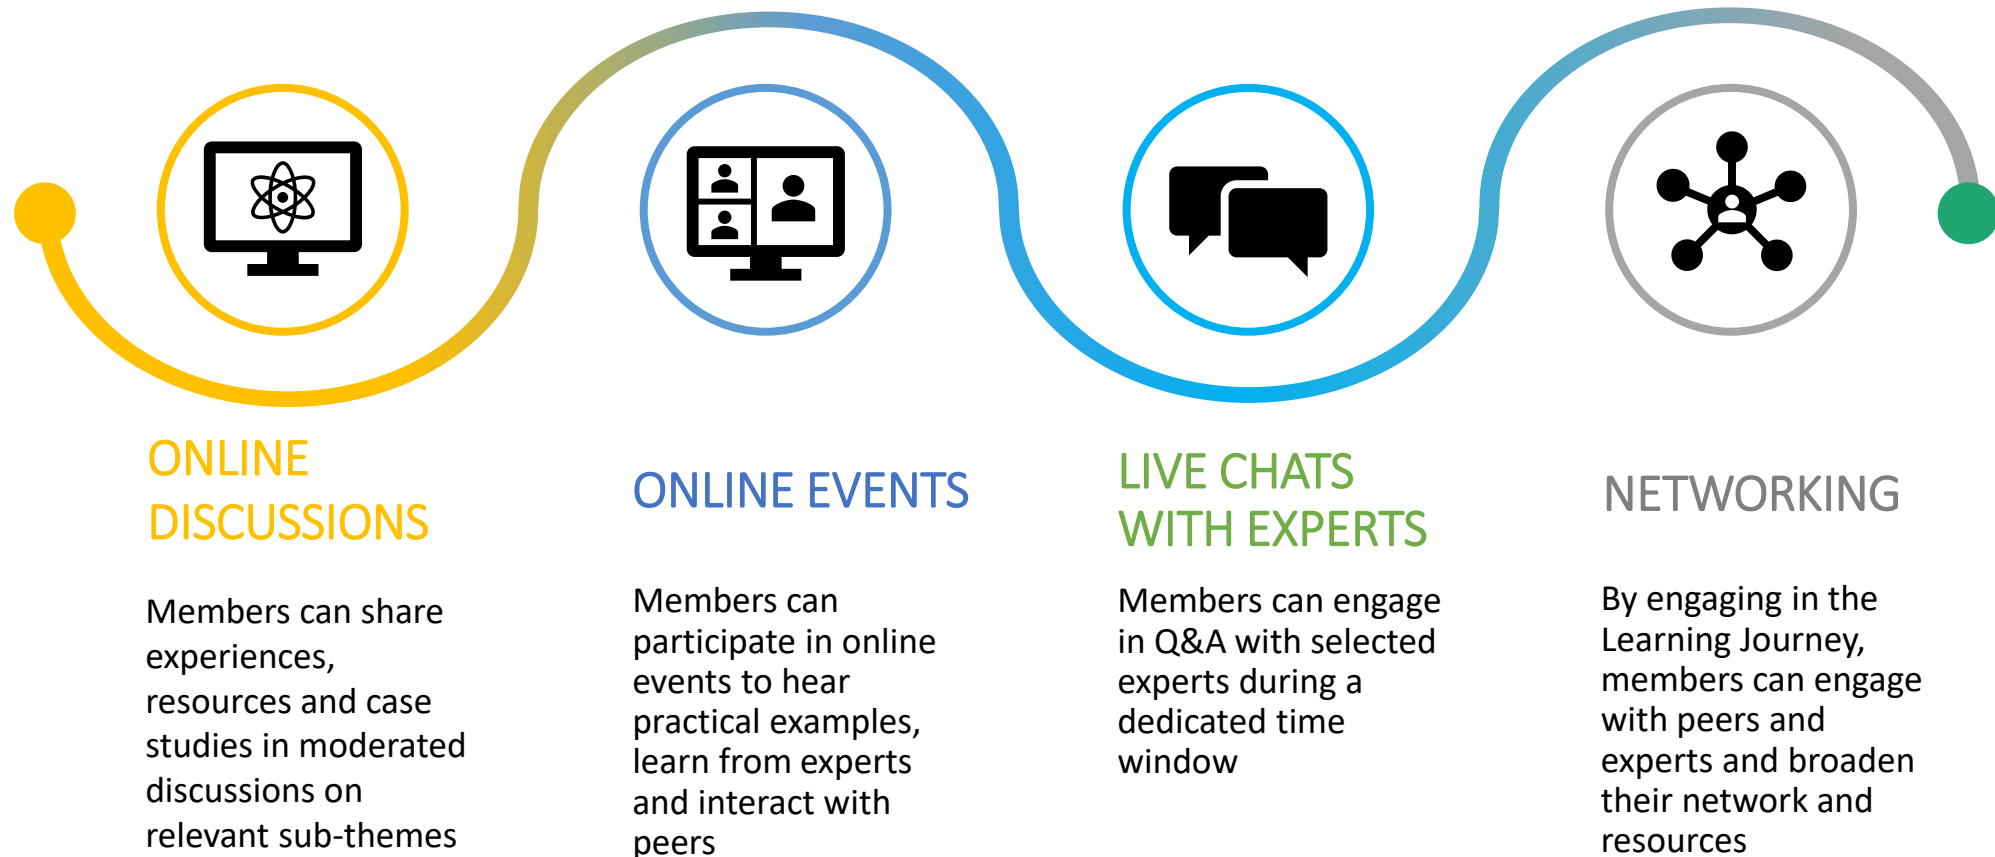 ONLINE
DISCUSSIONS
Members can share
experiences,
resources and case
studies in moderated
discussions on
relevant sub-themes
ONLINE EVENTS
Members can
participate in online
events to hear
practical examples,
learn from experts
and interact with
peers
LIVE CHATS
WITH EXPERTS
Members can engage
in Q&A with selected
experts during a
dedicated time
window
NETWORKING
By engaging in the
Learning Journey,
members can engage
with peers and
experts and broaden
their network and
resources